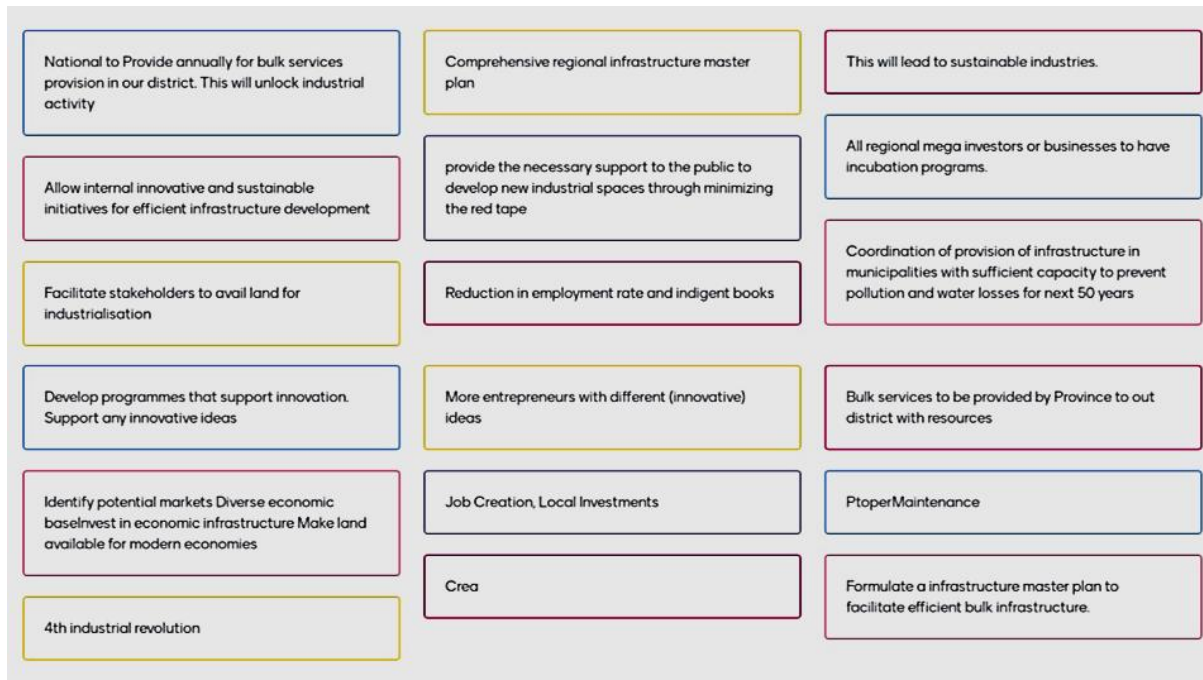 National to Provide annually for bulk services
provision in our district. This will unlock industrial
activity
Allow internal innovative and sustainable
initiatives for efficient infrastructure development
Facilitate stakeholders to avail land for
industrialisation
Develop programmes that support innovation.
Support any innovative ideas
Identify potential markets Diverse economic
baseInvest in economic infrastructure Make land
available for modern economies
4th industrial revolution
Comprehensive regional infrastructure master
plan
provide the necessary support to the public to
develop new industrial spaces through minimizing
the red tape
Reduction in employment rate and indigent books
More entrepreneurs with different (innovative)
ideas
Job Creation, Local Investments
Crea
This will lead to sustainable industries.
All regional mega investors or businesses to have
incubation programs.
Coordination of provision of infrastructure in
municipalities with sufficient capacity to prevent
pollution and water losses for next 50 years
Bulk services to be provided by Province to out
district with resources
PtoperMaintenance
Formulate a infrastructure master plan to
facilitate efficient bulk infrastructure.